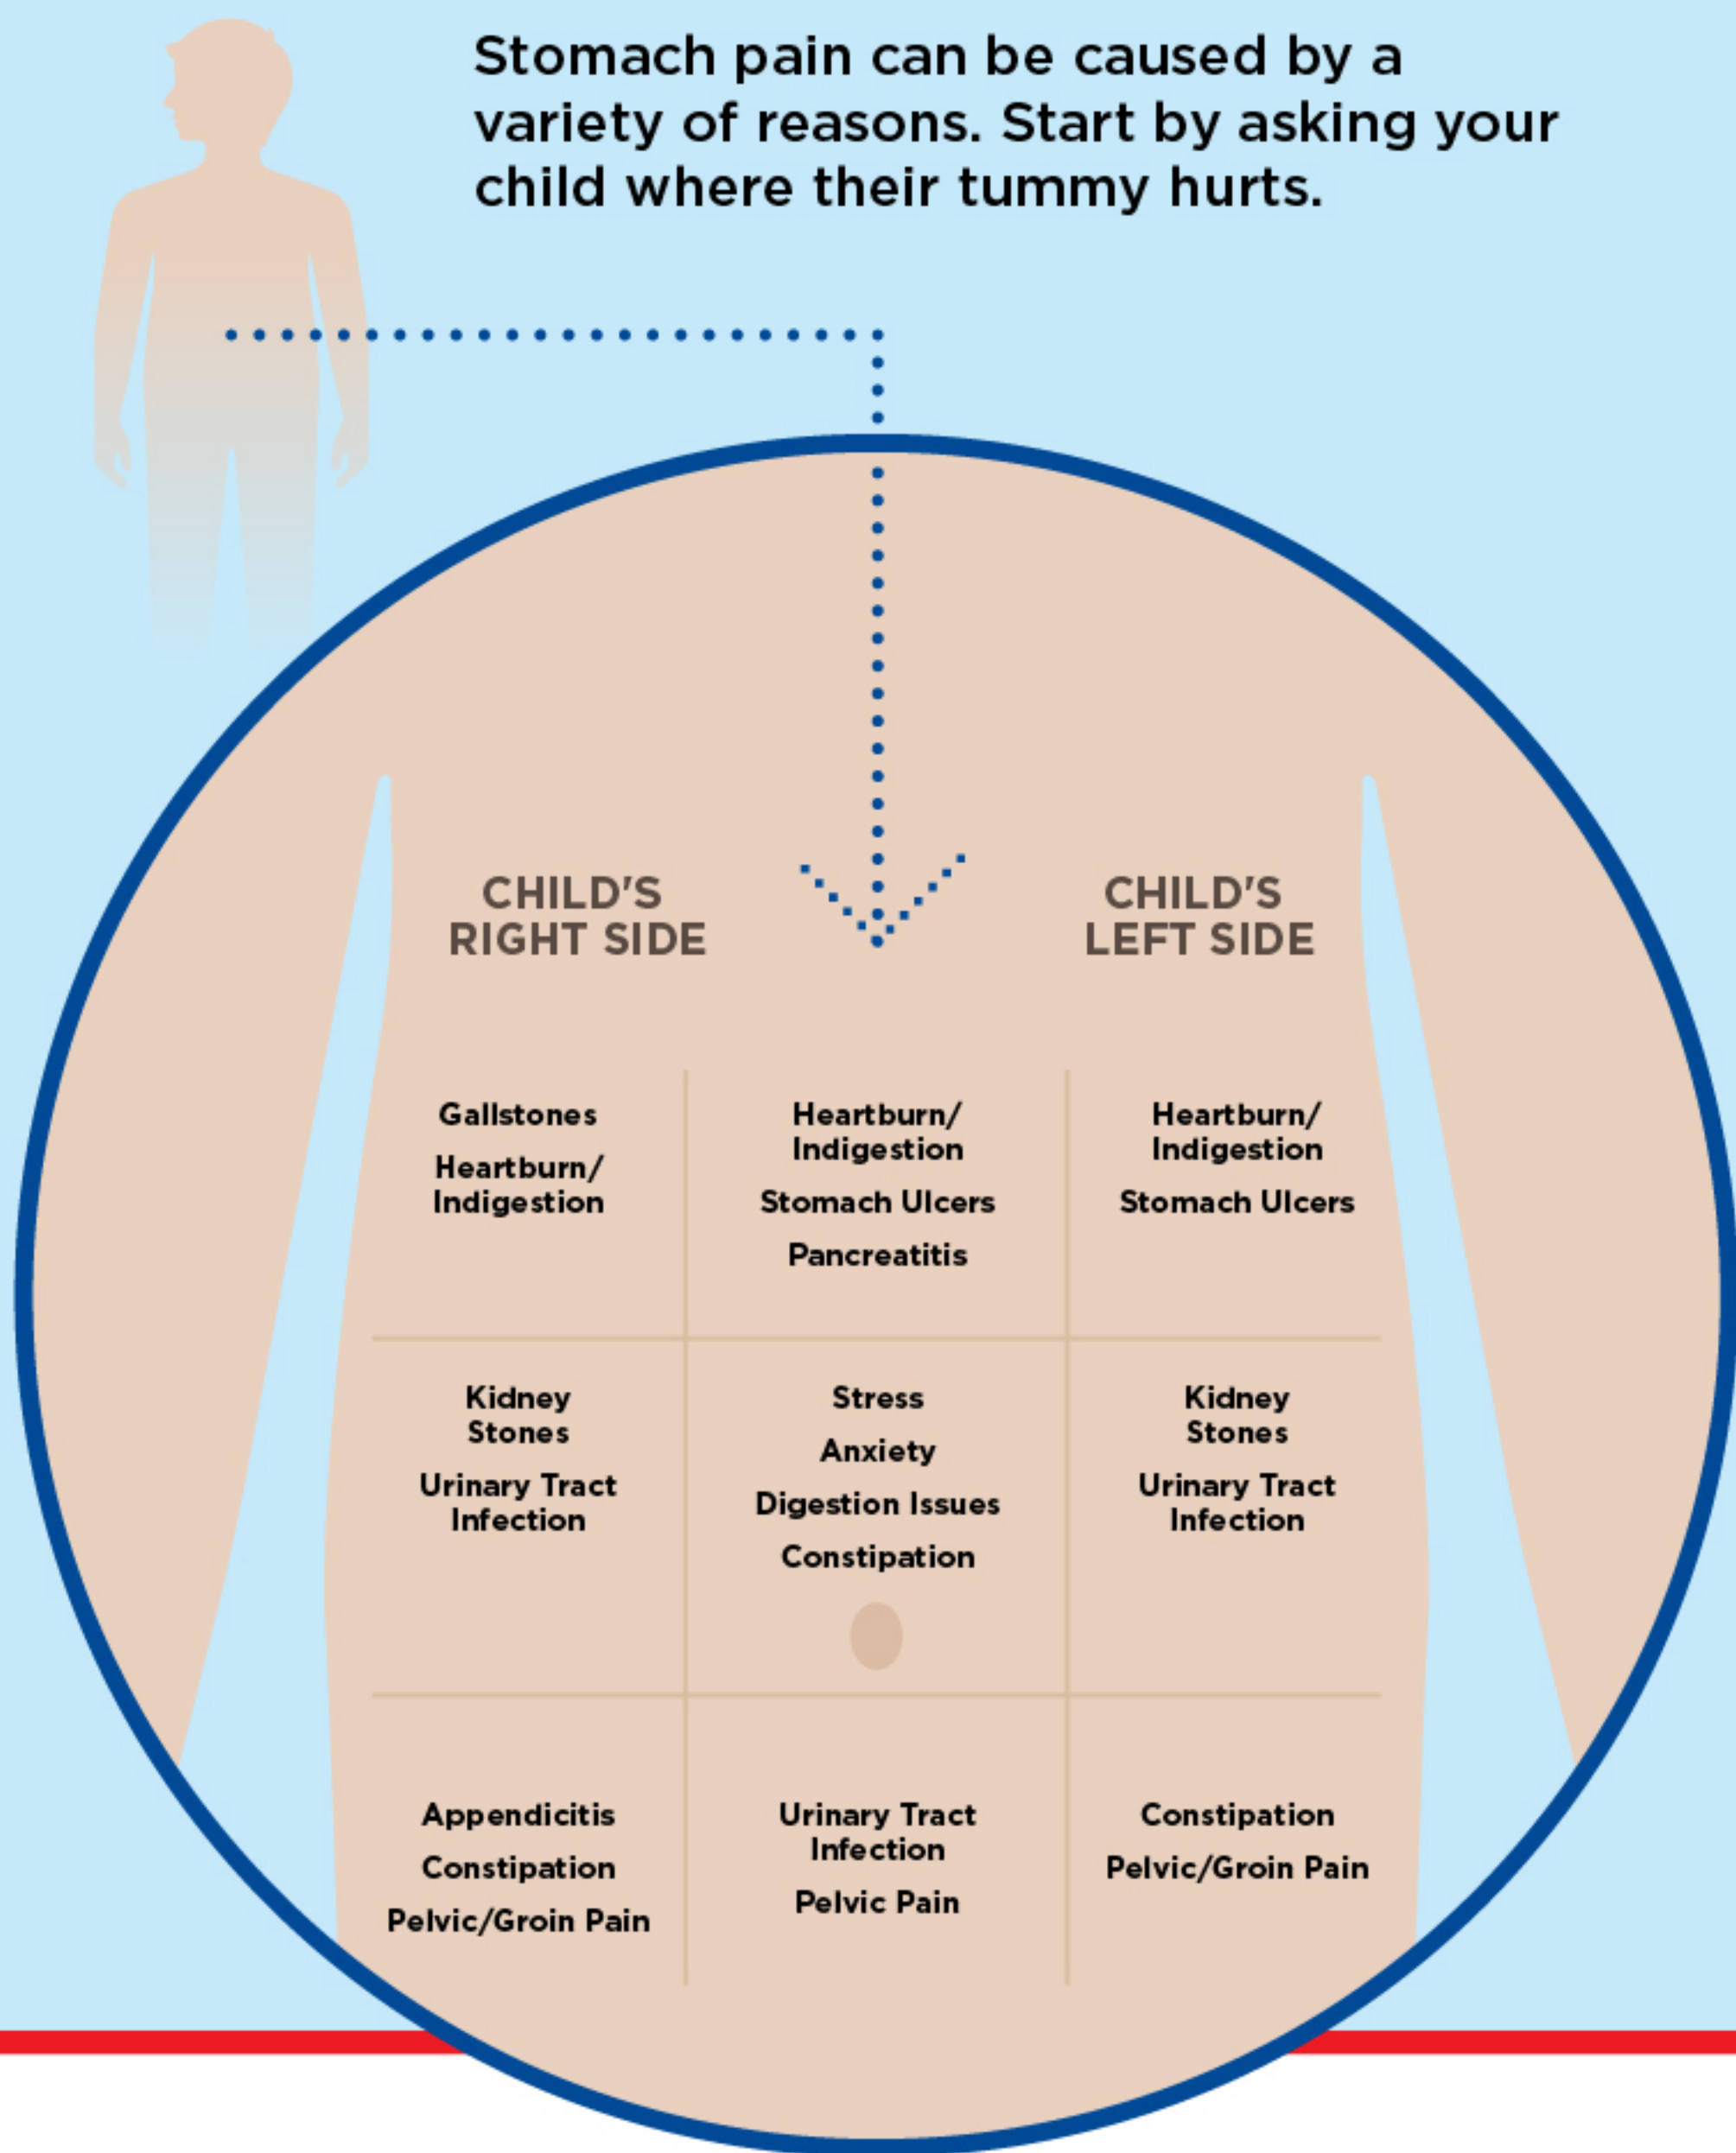 Stomach pain can be caused by a
variety of reasons. Start by asking your
child where their tummy hurts.
CHILD'S
RIGHT SIDE
CHILD'S
LEFT SIDE
Gallstones
Heartburn/
Indigestion
Heartburn/
Indigestion
Stomach Ulcers
Pancreatitis
Heartburn/
Indigestion
Stomach Ulcers
Kidney
Stones
Urinary Tract
Infection
Stress
Anxiety
Digestion Issues
Constipation
Kidney
Stones
Urinary Tract
Infection
Appendicitis
Constipation
Pelvic/Groin Pain
Urinary Tract
Infection
Pelvic Pain
Constipation
Pelvic/Groin Pain